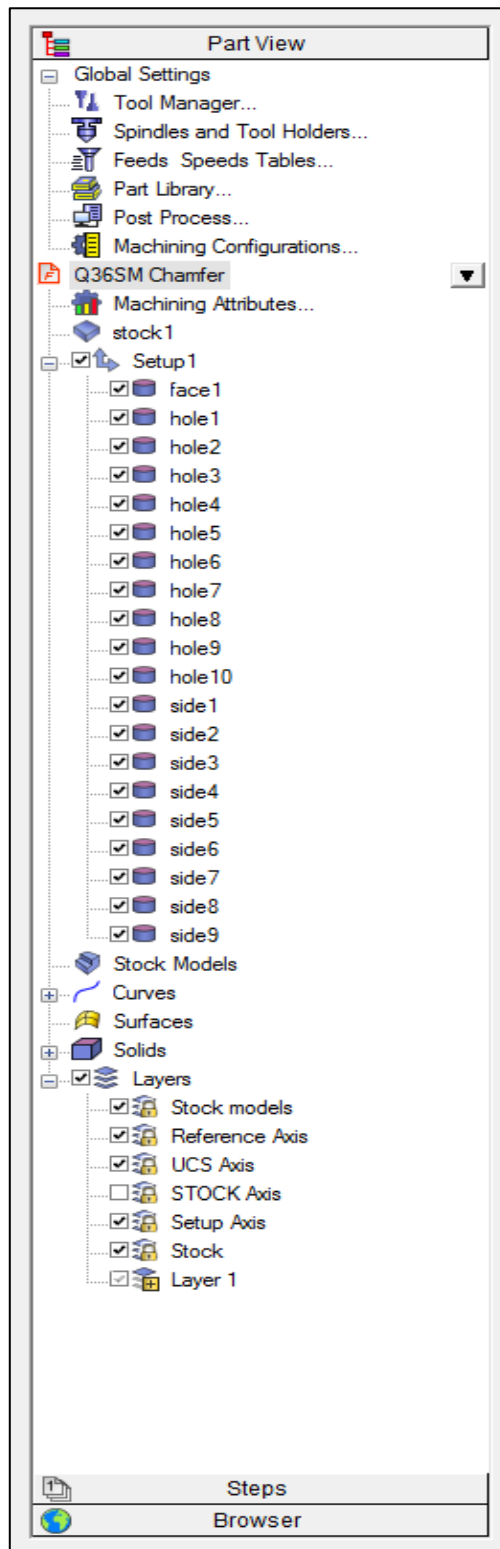 Part View
Global Settings
Tool Manager...
Spindles and Tool Holders...
Feeds Speeds Tables...
Part Library...
Post Process...
Machining Configurations...
Q36SM Chamfer
Machining Attributes...
stock1
Setup1
face1
hole1
hole2
hole3
hole4
hole5
hole6
hole7
hole8
hole9
hole10
side1
side2
side3
side4
side5
side6
side7
side8
side9
Stock Models
Curves
Surfaces
Solids
Layers
Stock models
Reference Axis
UCS Axis
STOCK Axis
Setup Axis
Stock
Layer 1
Steps
Browser